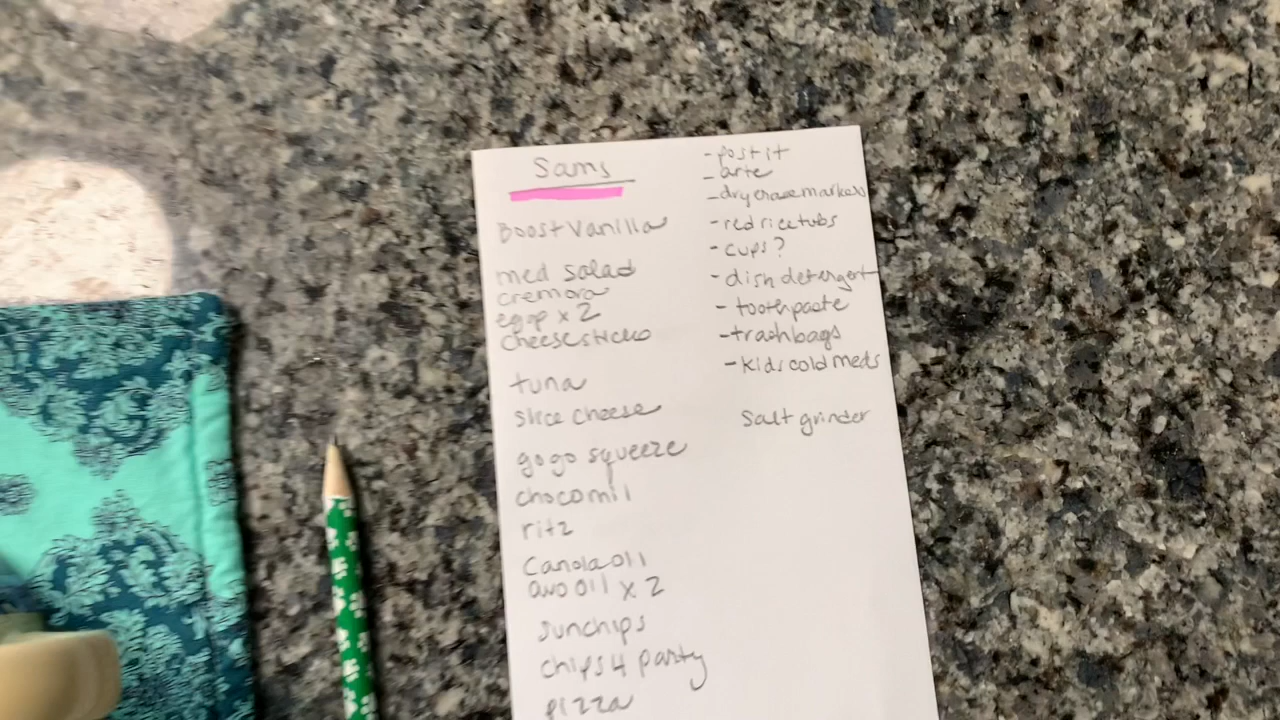 Sams
Boost Vanilla
med salad
cremora
egop x 2
cheesesticks
tuna
slice cheese
gogo squeeze
chocomil
ritz
Canola oil
avo oil x 2
sunchips
chips 4 party
pizza
- post it
- arte
- dry erase markers
- red rice tubs
- cups?
- dish detergent
- toothpaste
- trashbags
- kids cold meds
Salt grinder